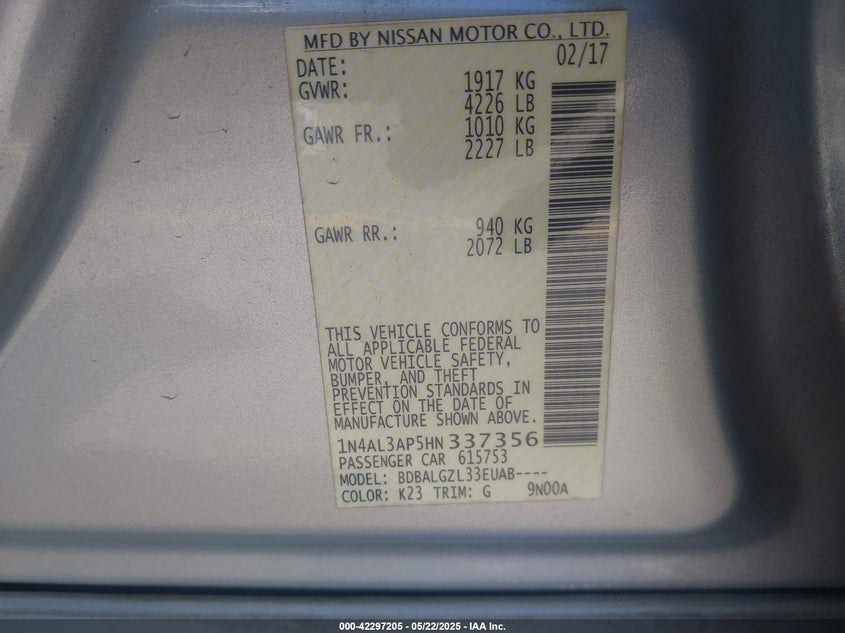 MFD BY NISSAN MOTOR CO., LTD.
DATE: 02/17
GVWR: 1917 KG
4226 LB
GAWR FR.: 1010 KG
2227 LB
GAWR RR.: 940 KG
2072 LB
THIS VEHICLE CONFORMS TO
ALL APPLICABLE FEDERAL
MOTOR VEHICLE SAFETY,
BUMPER, AND THEFT
PREVENTION STANDARDS IN
EFFECT ON THE DATE OF
MANUFACTURE SHOWN ABOVE.
1N4AL3AP5HN 337356
PASSENGER CAR 615753
MODEL: BDBALGZL33EUAB----
COLOR: K23 TRIM: G 9N00A
000-42297205 - 05/22/2025 - IAA Inc.